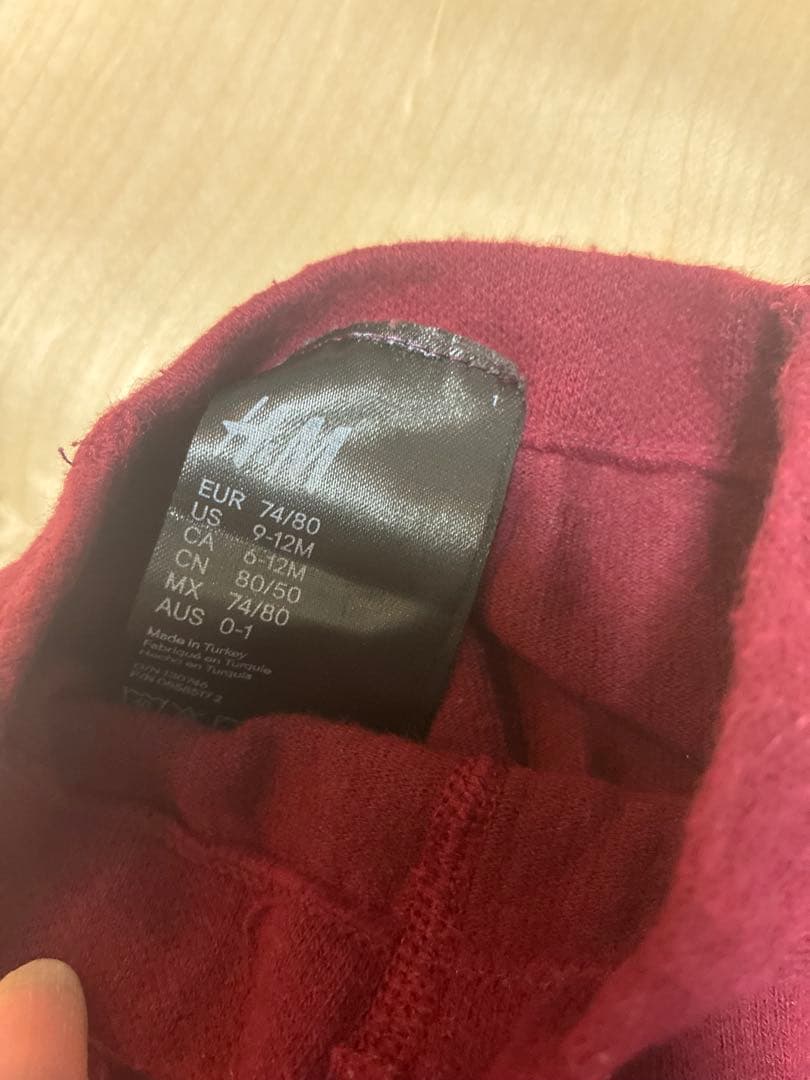 1
H&M
EUR 74/80
US 9-12M
CA 6-12M
CN 80/50
MX 74/80
AUS 0-1
Made in Turkey
Fabriqué en Turquie
Hecho en Turquía